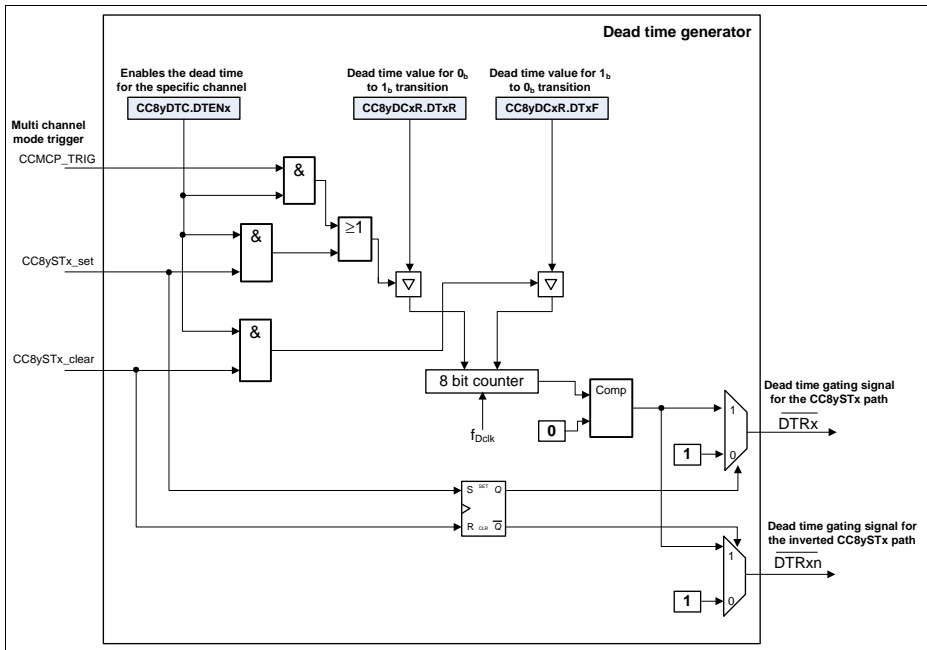 Dead time generator
Enables the dead time
for the specific channel
CC8yDTC.DTENx
Dead time value for 0b
to 1b transition
CC8yDCxR.DTxR
Dead time value for 1b
to 0b transition
CC8yDCxR.DTxF
Multi channel
mode trigger
CCMCP_TRIG
&
≥1
&
CC8ySTx_set
&
CC8ySTx_clear
8 bit counter
fDclk
Comp
0
Dead time gating signal
for the CC8ySTx path
1
DTRx
1
0
S SET Q
R CLR Q
Dead time gating signal for
the inverted CC8ySTx path
1
DTRxn
1
0